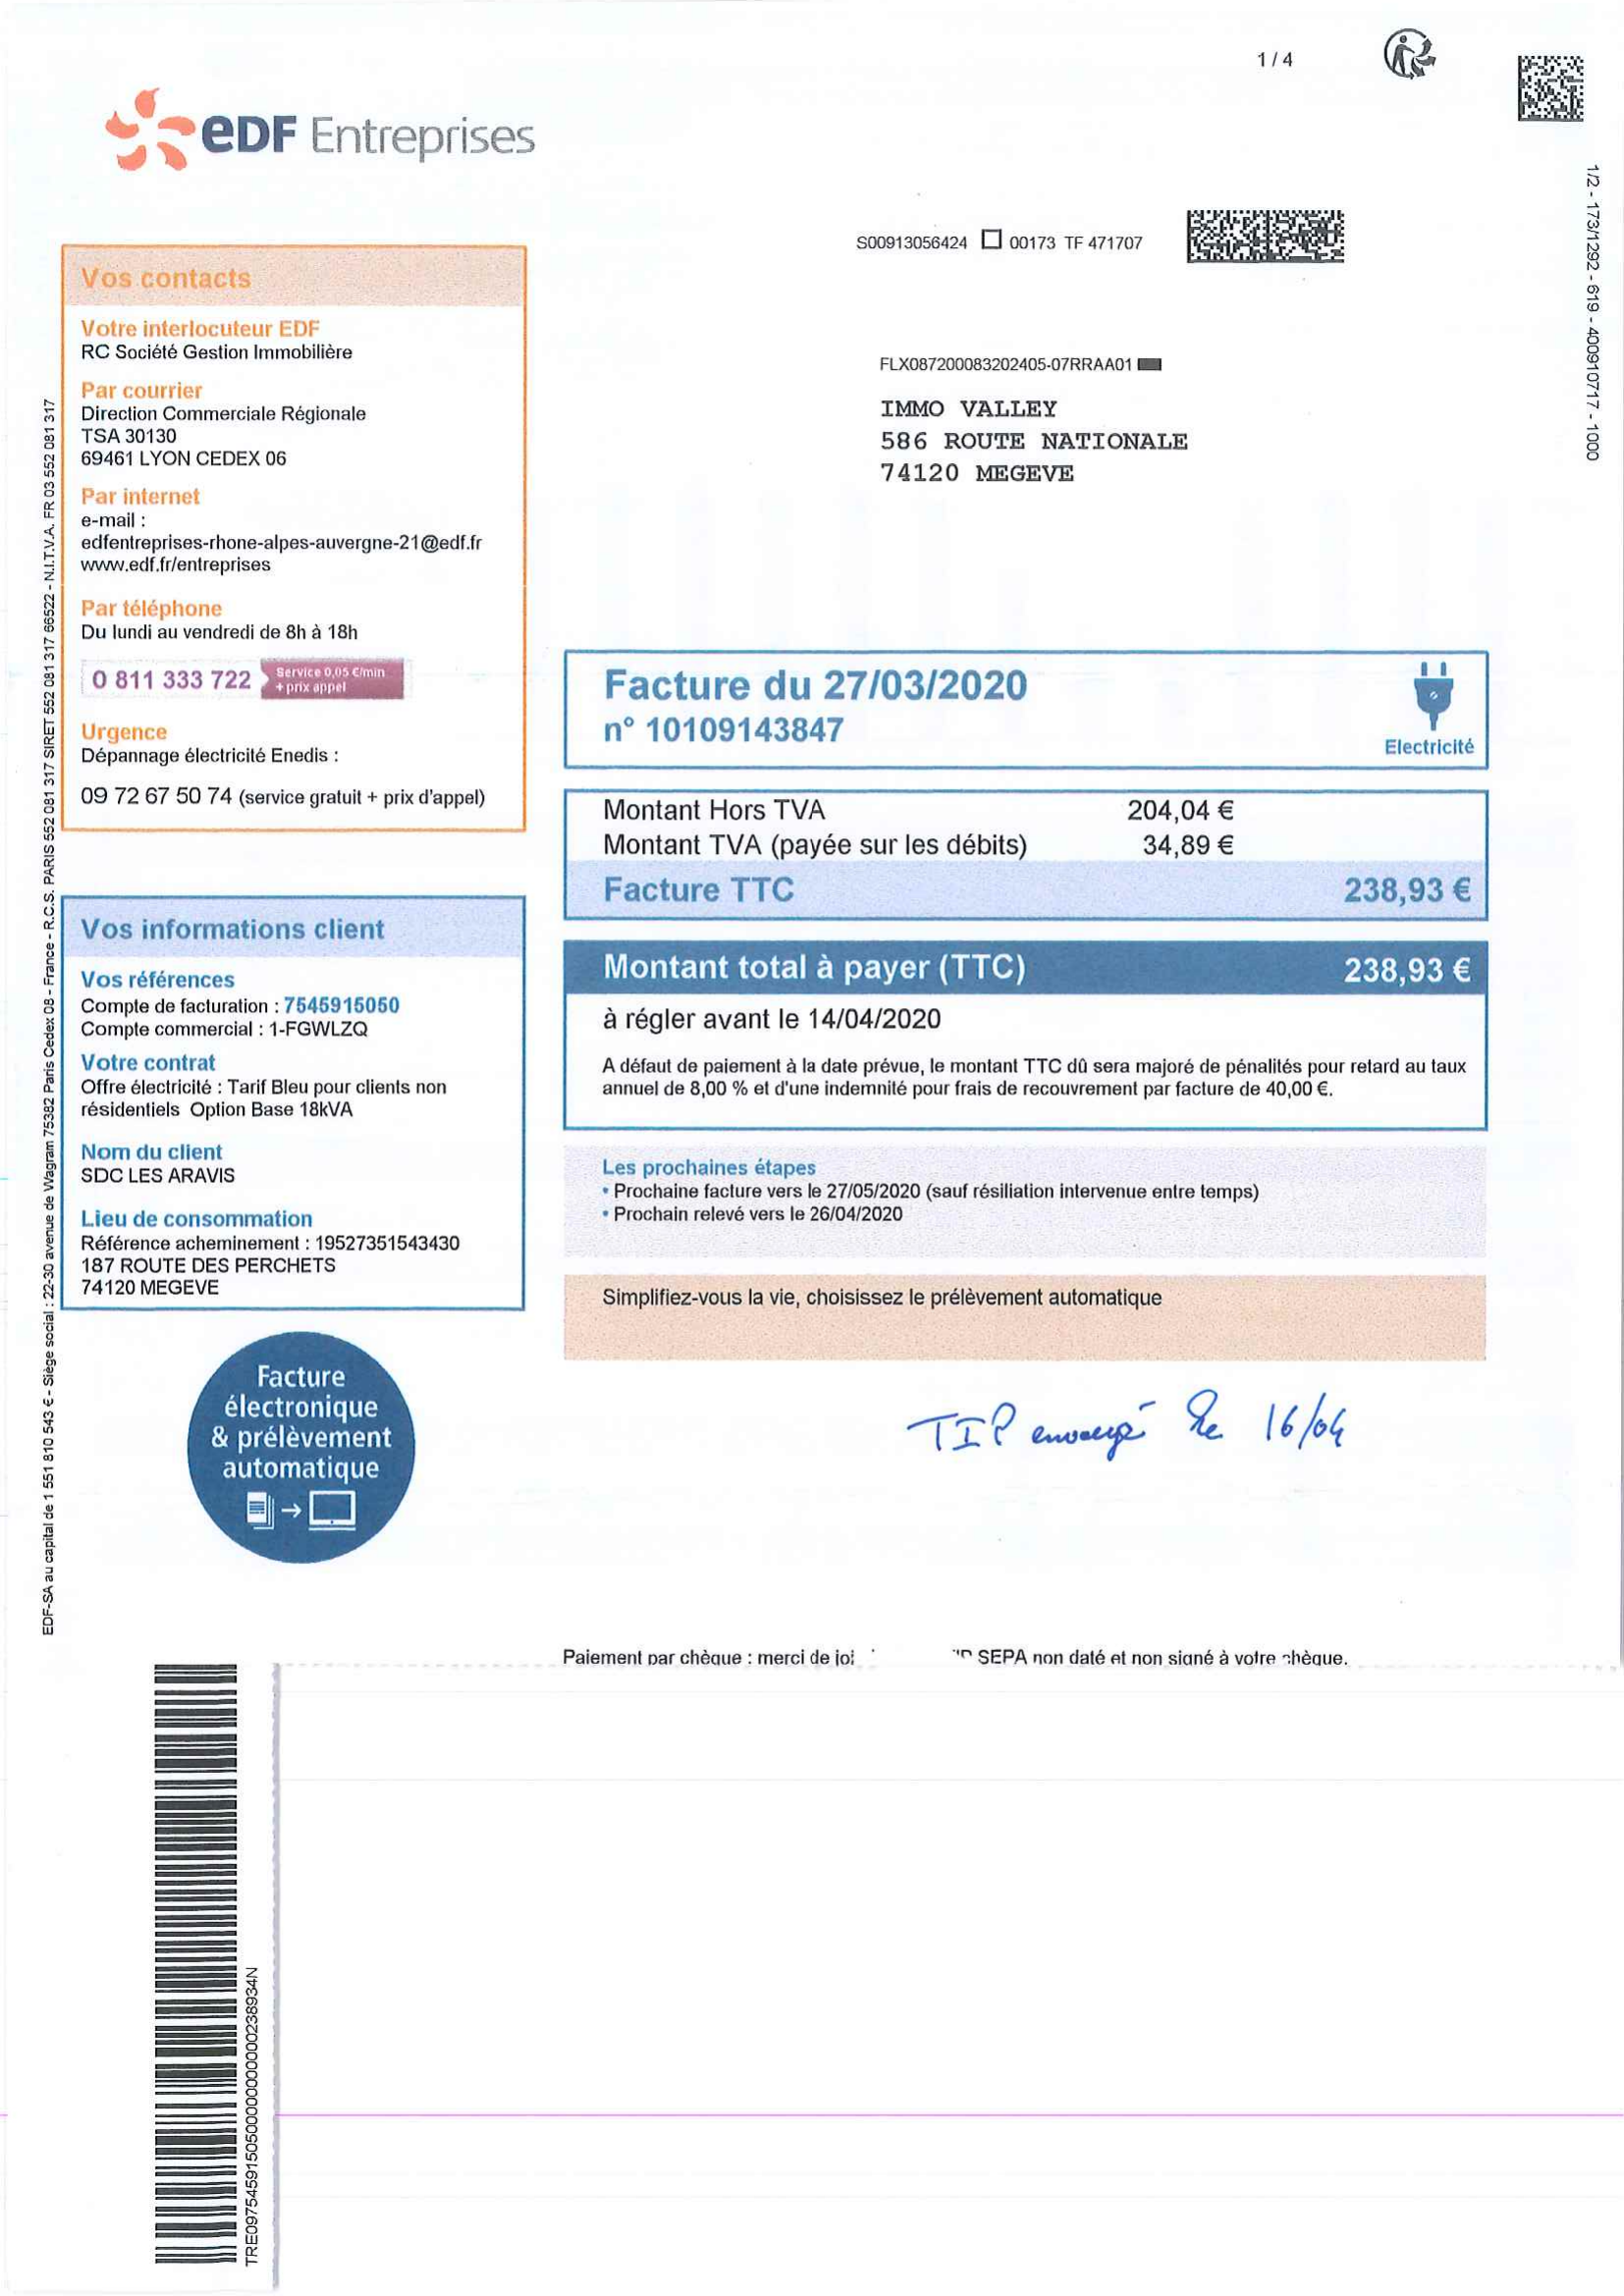 1 / 4
eDF Entreprises
1/2 - 173/1292 - 619 - 400910717 - 1000
S00913056424 00173 TF 471707
FLX087200083202405-07RRAA01
IMMO VALLEY
586 ROUTE NATIONALE
74120 MEGEVE
Vos contacts
Votre interlocuteur EDF
RC Société Gestion Immobilière
Par courrier
Direction Commerciale Régionale
TSA 30130
69461 LYON CEDEX 06
Par internet
e-mail :
edfentreprises-rhone-alpes-auvergne-21@edf.fr
www.edf.fr/entreprises
Par téléphone
Du lundi au vendredi de 8h à 18h
0 811 333 722
Service 0,05 €/min
+ prix appel
Urgence
Dépannage électricité Enedis :
09 72 67 50 74 (service gratuit + prix d'appel)
Facture du 27/03/2020
n° 10109143847
Electricité
Montant Hors TVA 204,04 €
Montant TVA (payée sur les débits) 34,89 €
Facture TTC 238,93 €
Montant total à payer (TTC) 238,93 €
à régler avant le 14/04/2020
A défaut de paiement à la date prévue, le montant TTC dû sera majoré de pénalités pour retard au taux
annuel de 8,00 % et d'une indemnité pour frais de recouvrement par facture de 40,00 €.
Les prochaines étapes
• Prochaine facture vers le 27/05/2020 (sauf résiliation intervenue entre temps)
• Prochain relevé vers le 26/04/2020
Simplifiez-vous la vie, choisissez le prélèvement automatique
Vos informations client
Vos références
Compte de facturation : 7545915050
Compte commercial : 1-FGWLZQ
Votre contrat
Offre électricité : Tarif Bleu pour clients non
résidentiels Option Base 18kVA
Nom du client
SDC LES ARAVIS
Lieu de consommation
Référence acheminement : 19527351543430
187 ROUTE DES PERCHETS
74120 MEGEVE
Facture
électronique
& prélèvement
automatique
TIP envoyé le 16/04
EDF-SA au capital de 1 551 810 543 € - Siège social : 22-30 avenue de Wagram 75382 Paris Cedex 08 - France - R.C.S. PARIS 552 081 317 SIRET 552 081 317 66522 - N.I.T.V.A. FR 03 552 081 317
Paiement par chèque : merci de joi SEPA non daté et non signé à votre chèque.